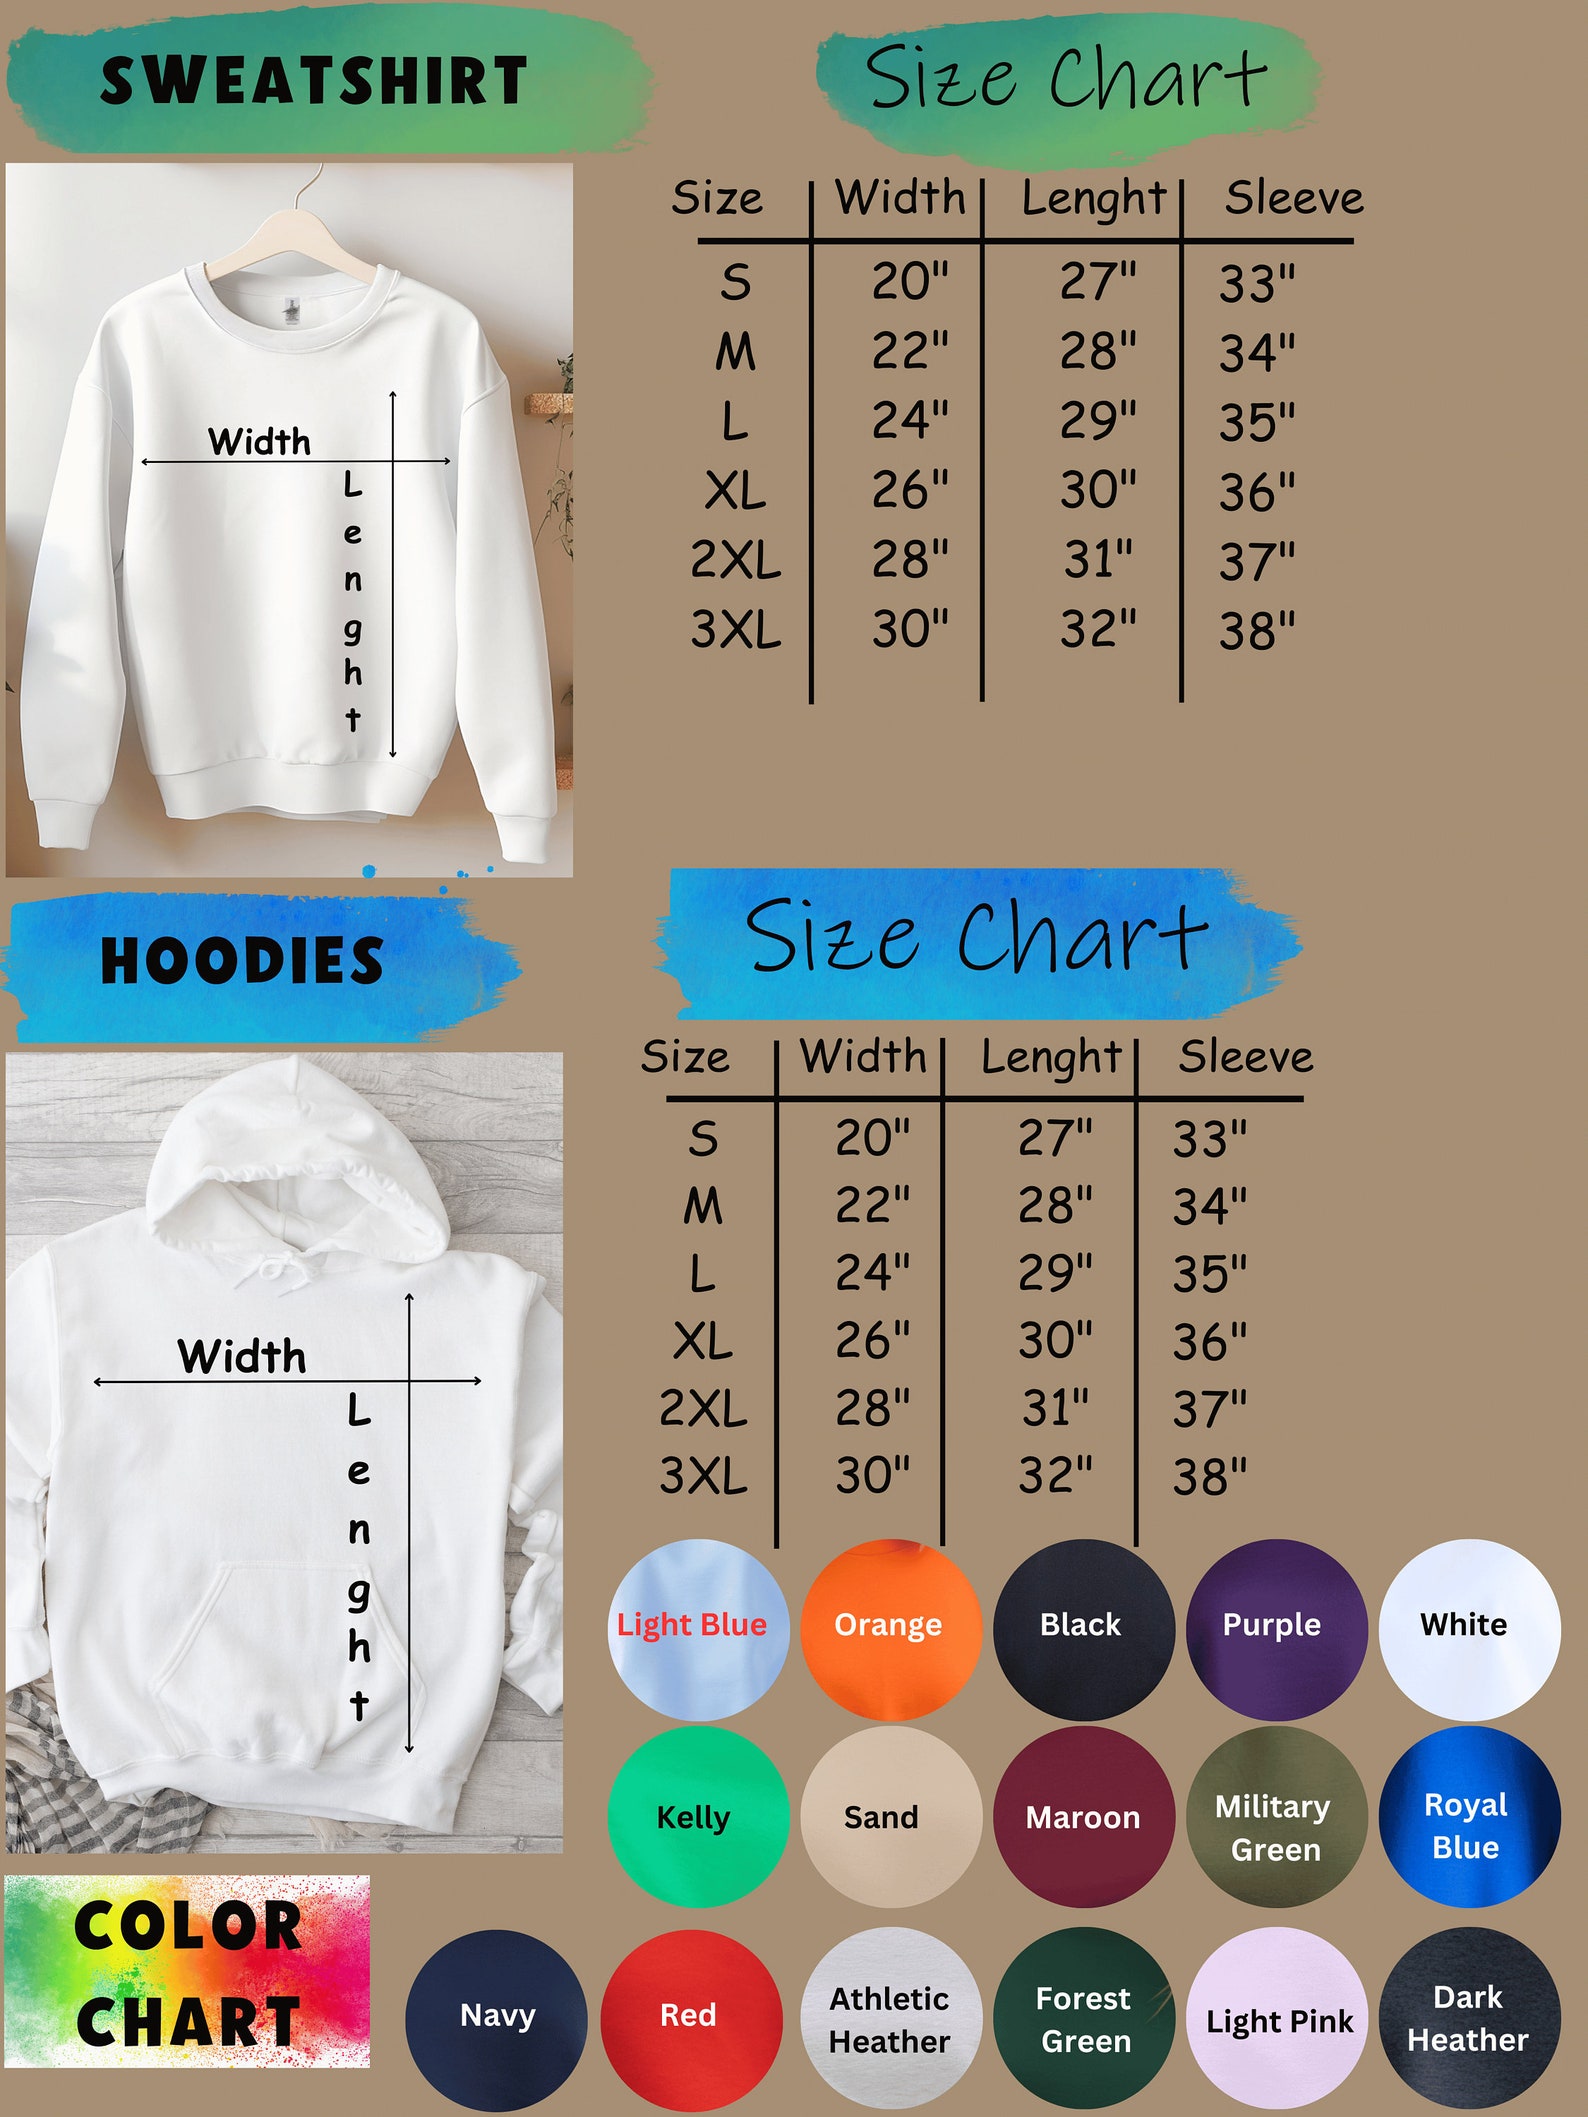 SWEATSHIRT
Size Chart
Size Width Lenght Sleeve
S 20" 27" 33"
M 22" 28" 34"
L 24" 29" 35"
XL 26" 30" 36"
2XL 28" 31" 37"
3XL 30" 32" 38"
Width
L
e
n
g
h
t
HOODIES
Size Chart
Size Width Lenght Sleeve
S 20" 27" 33"
M 22" 28" 34"
L 24" 29" 35"
XL 26" 30" 36"
2XL 28" 31" 37"
3XL 30" 32" 38"
Width
L
e
n
g
h
t
Light Blue
Orange
Black
Purple
White
Kelly
Sand
Maroon
Military
Green
Royal
Blue
COLOR
CHART
Navy
Red
Athletic
Heather
Forest
Green
Light Pink
Dark
Heather